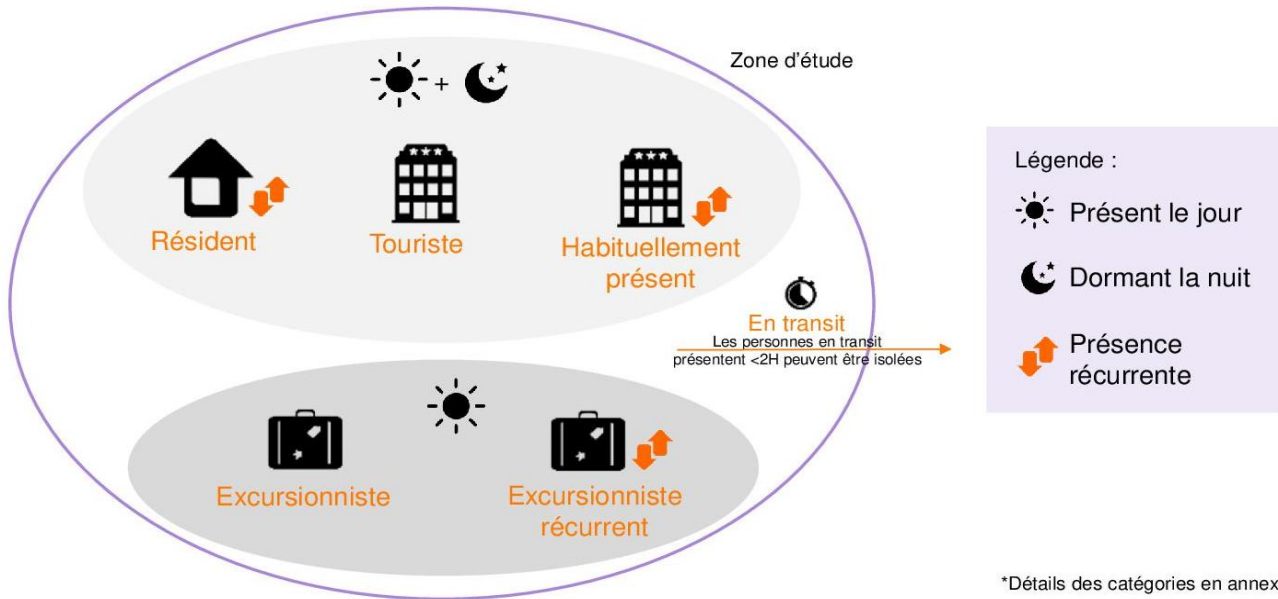 Zone d'étude
+
Résident
Touriste
Habituellement
présent
En transit
Les personnes en transit
présentent <2H peuvent être isolées
Excursionniste
Excursionniste
récurrent
Légende :
Présent le jour
Dormant la nuit
Présence
récurrente
*Détails des catégories en annex